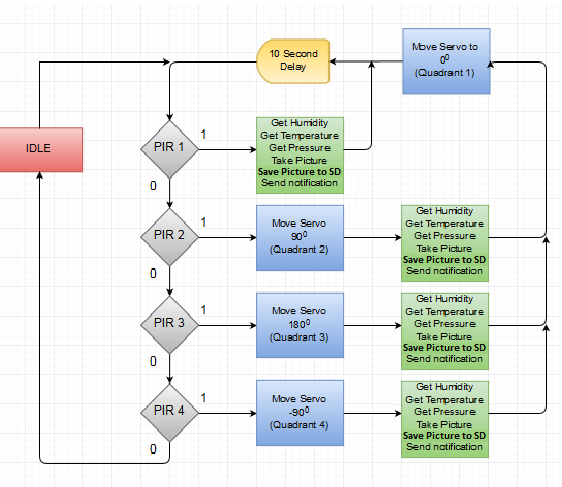 10 Second
Delay
Move Servo to
0⁰
(Quadrant 1)
IDLE
PIR 1
1
0
Get Humidity
Get Temperature
Get Pressure
Take Picture
Save Picture to SD
Send notification
PIR 2
1
0
Move Servo
90⁰
(Quadrant 2)
Get Humidity
Get Temperature
Get Pressure
Take Picture
Save Picture to SD
Send notification
PIR 3
1
0
Move Servo
180⁰
(Quadrant 3)
Get Humidity
Get Temperature
Get Pressure
Take Picture
Save Picture to SD
Send notification
PIR 4
1
0
Move Servo
-90⁰
(Quadrant 4)
Get Humidity
Get Temperature
Get Pressure
Take Picture
Save Picture to SD
Send notification